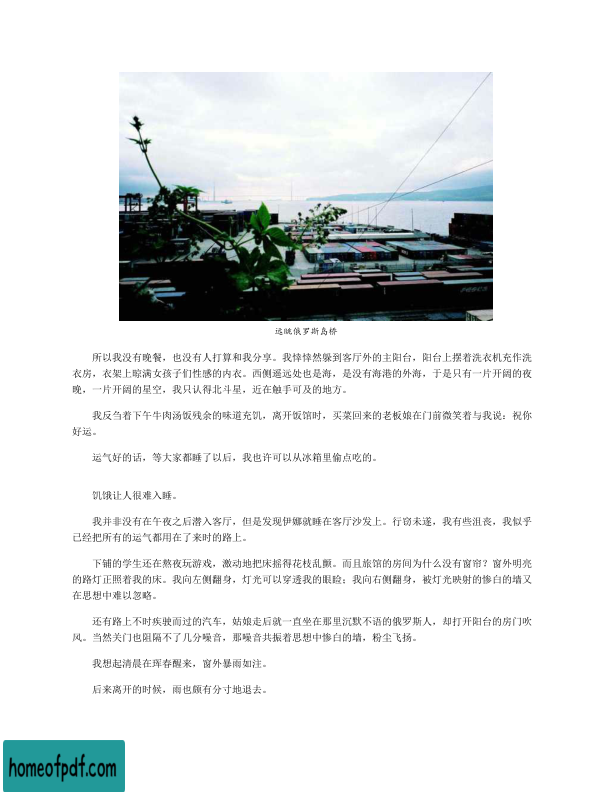 远眺俄罗斯岛桥
所以我没有晚餐，也没有人打算和我分享。我悻悻然躲到客厅外的主阳台，阳台上摆着洗衣机充作洗
衣房，衣架上晾满女孩子们性感的内衣。西侧遥远处也是海，是没有海港的外海，于是只有一片开阔的夜
晚，一片开阔的星空，我只认得北斗星，近在触手可及的地方。
我反刍着下午牛肉汤饭残余的味道充饥，离开饭馆时，买菜回来的老板娘在门前微笑着与我说：祝你
好运。
运气好的话，等大家都睡了以后，我也许可以从冰箱里偷点吃的。
饥饿让人很难入睡。
我并非没有在午夜之后潜入客厅，但是发现伊娜就睡在客厅沙发上。行窃未遂，我有些沮丧，我似乎
已经把所有的运气都用在了来时的路上。
下铺的学生还在熬夜玩游戏，激动地把床摇得花枝乱颤。而且旅馆的房间为什么没有窗帘？窗外明亮
的路灯正照着我的床。我向左侧翻身，灯光可以穿透我的眼睑；我向右侧翻身，被灯光映射的惨白的墙又
在思想中难以忽略。
还有路上不时疾驶而过的汽车，姑娘走后就一直坐在那里沉默不语的俄罗斯人，却打开阳台的房门吹
风。当然关门也阻隔不了几分噪音，那噪音共振着思想中惨白的墙，粉尘飞扬。
我想起清晨在珲春醒来，窗外暴雨如注。
后来离开的时候，雨也颇有分寸地退去。
homeofpdf.com